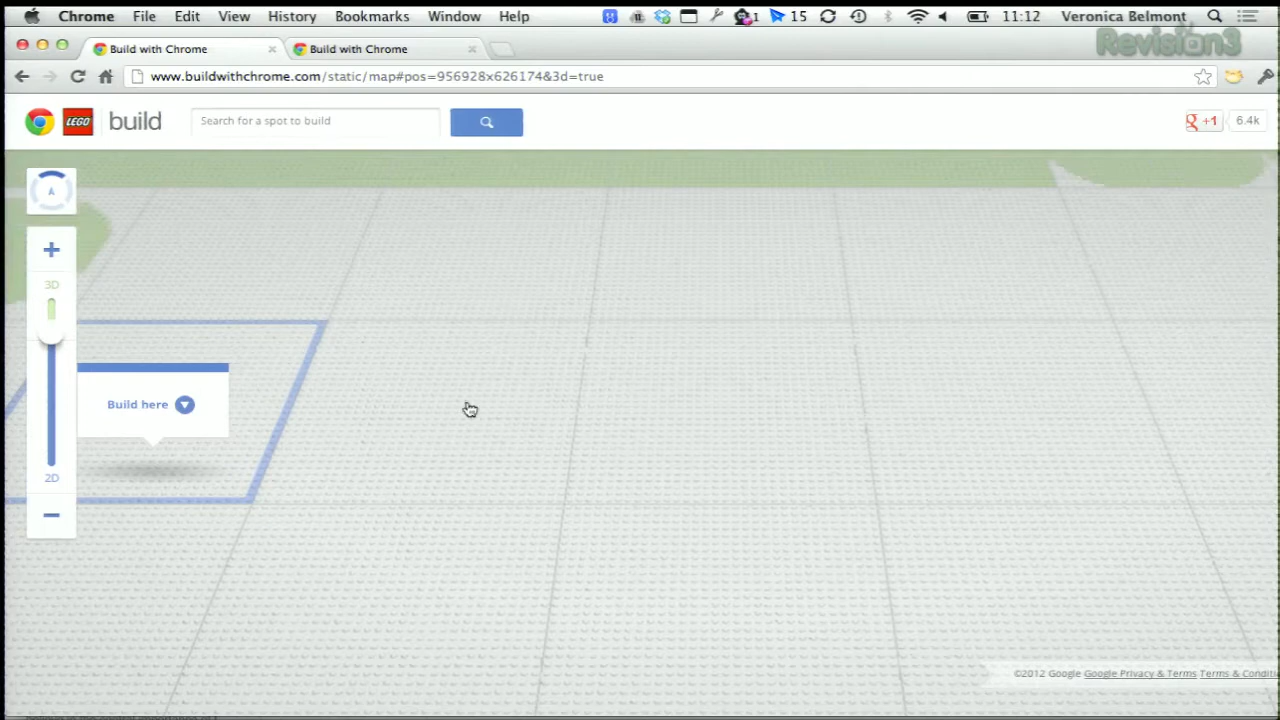 Chrome File Edit View History Bookmarks Window Help 1 15 11:12 Veronica Belmont
Revision3
Build with Chrome Build with Chrome
www.buildwithchrome.com/static/map#pos=956928x626174&3d=true
LEGO build Search for a spot to build +1 6.4k
3D
Build here
2D
©2012 Google Google Privacy & Terms Terms & Conditi